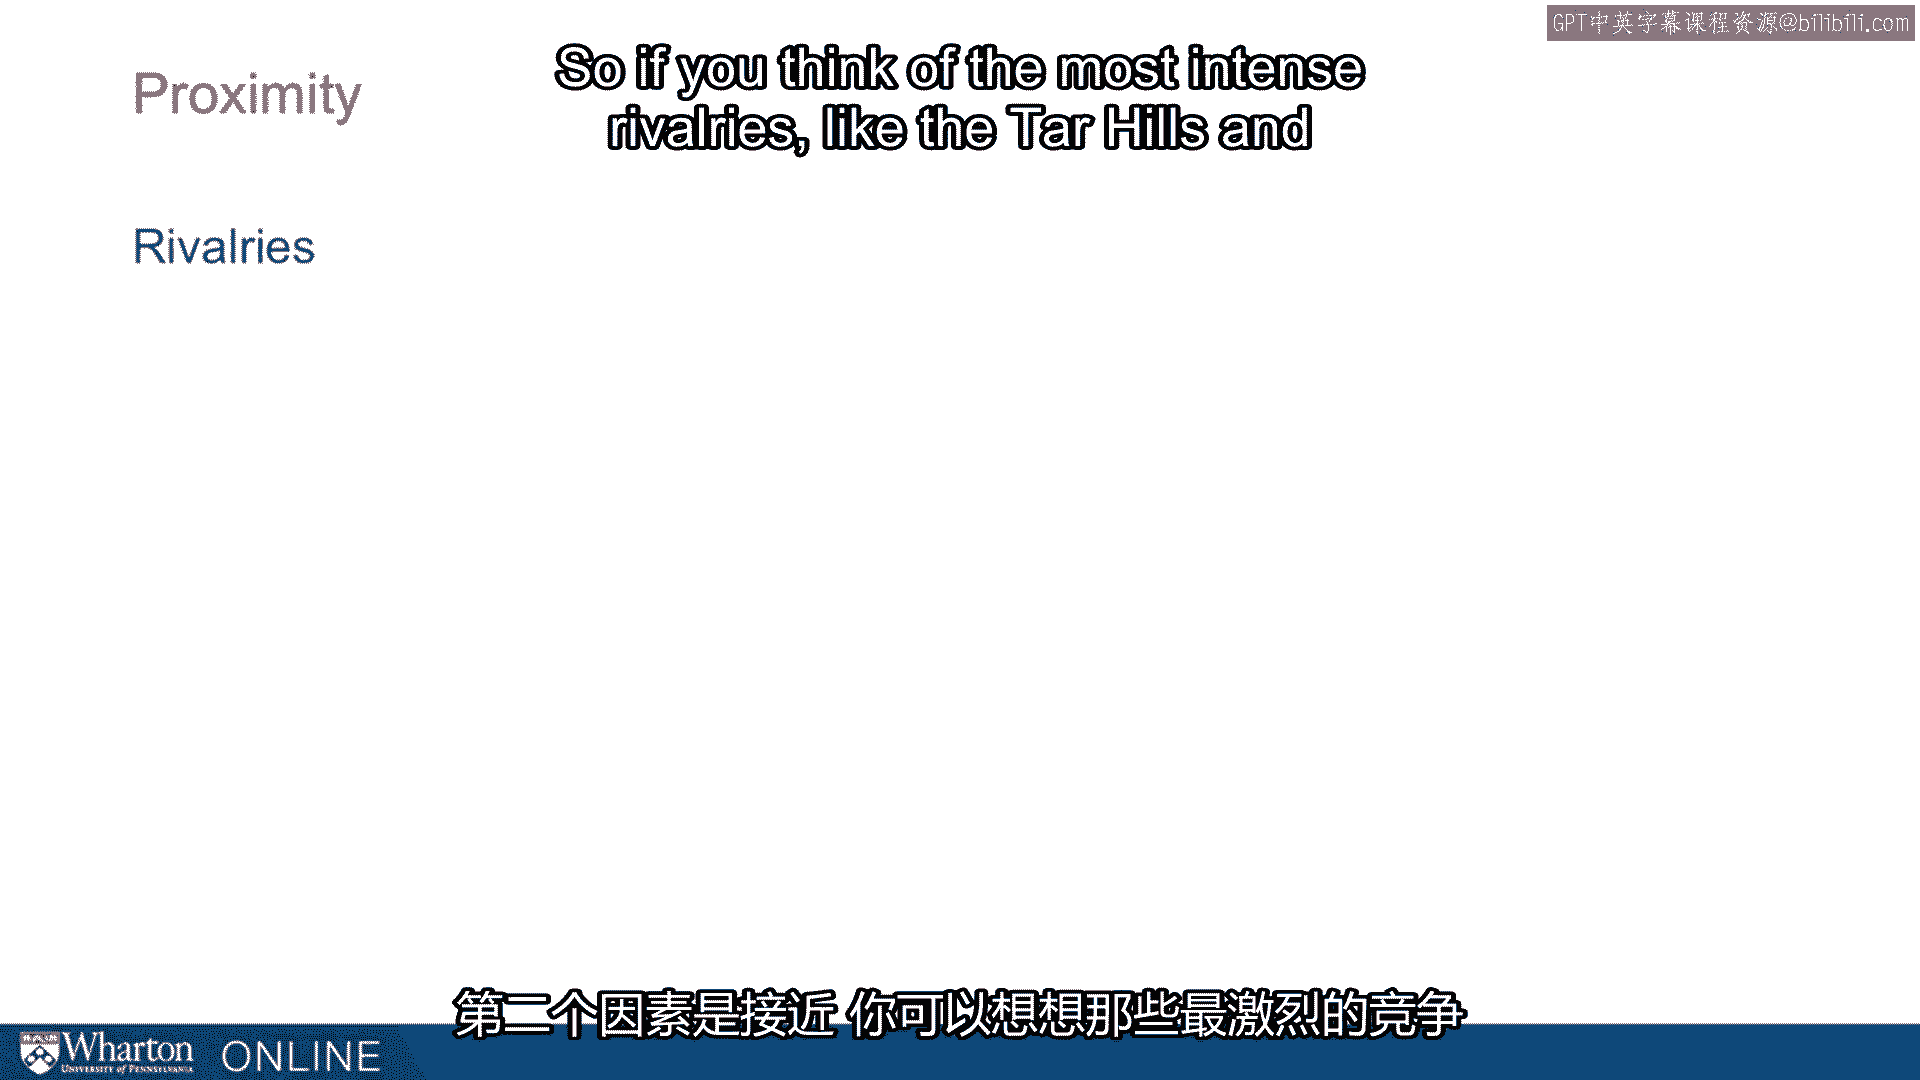 GPT中英字幕课程资源@bilibili.com
So if you think of the most intense
rivalries, like the Tar Hills and
Proximity
Rivalries
第二个因素是接近 你可以想想那些最激烈的竞争
Wharton
UNIVERSITY of PENNSYLVANIA
ONLINE